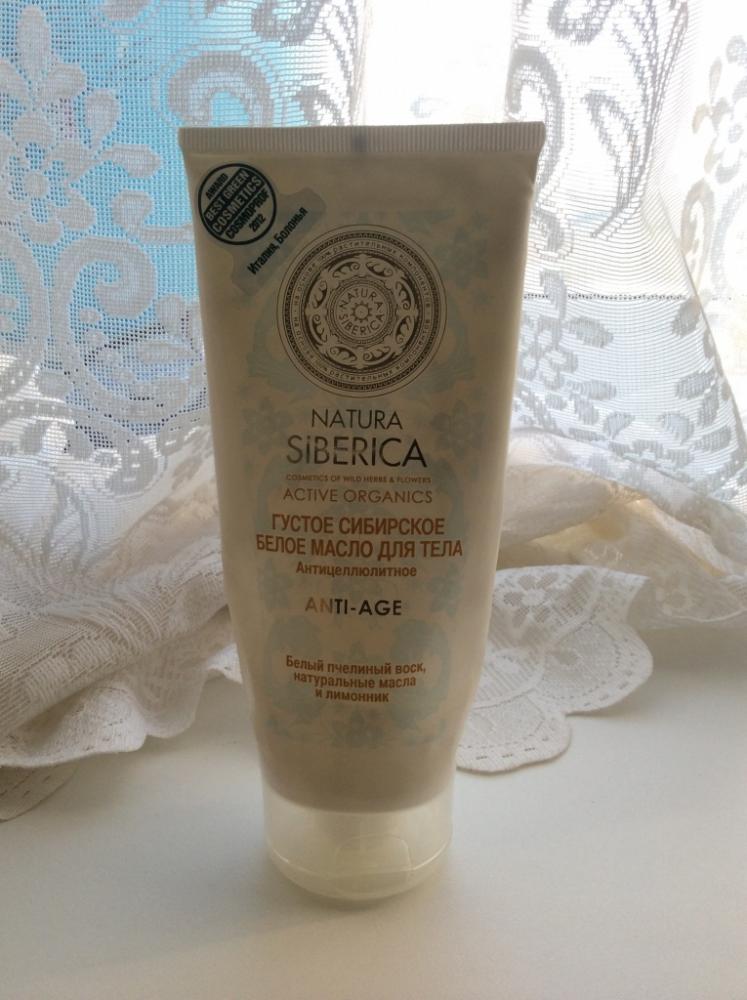 AWARD
BEST GREEN
COSMETICS
COSMOPROF
2012
Италия, Болонья
NATURA
SIBERICA
NATURA
SIBERICA
COSMETICS OF WILD HERBS & FLOWERS
ACTIVE ORGANICS
ГУСТОЕ СИБИРСКОЕ
БЕЛОЕ МАСЛО ДЛЯ ТЕЛА
Антицеллюлитное
ANTI-AGE
Белый пчелиный воск,
натуральные масла
и лимонник